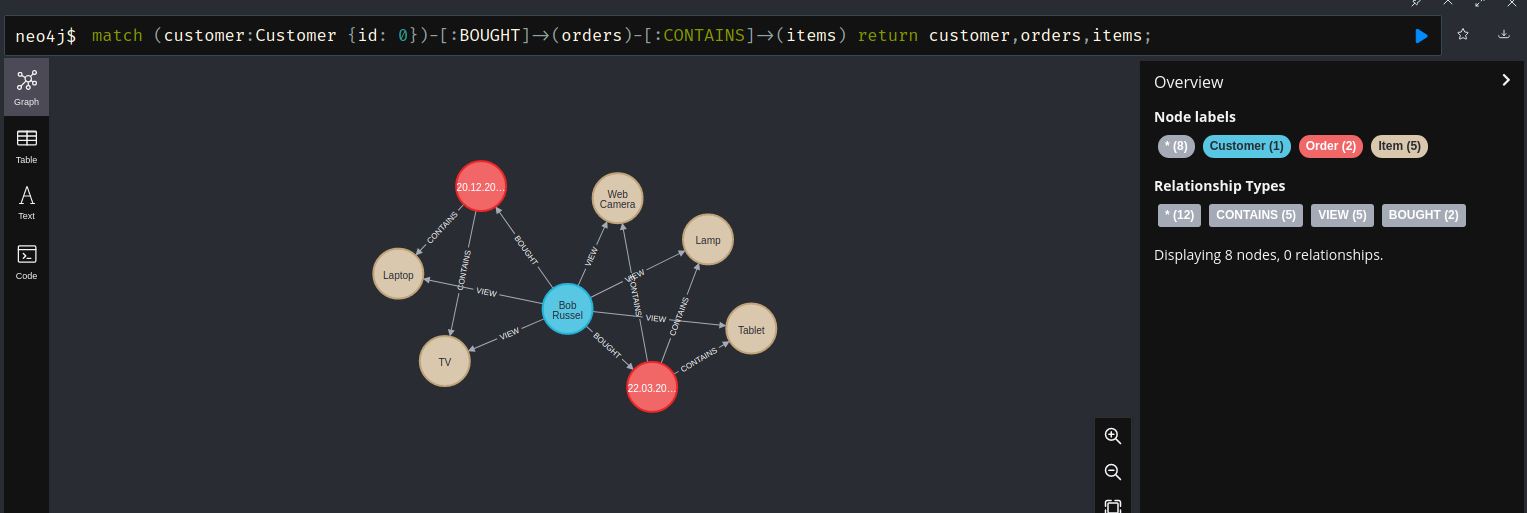 neo4j$ match (customer:Customer {id: 0})-[:BOUGHT]→(orders)-[:CONTAINS]→(items) return customer,orders,items;
Graph
Table
Text
Code
20.12.20...
Web
Camera
Lamp
Laptop
Bob
Russel
Tablet
TV
22.03.20...
CONTAINS
CONTAINS
BOUGHT
VIEW
VIEW
CONTAINS
VIEW
VIEW
CONTAINS
VIEW
BOUGHT
CONTAINS
Overview
Node labels
* (8) Customer (1) Order (2) Item (5)
Relationship Types
* (12) CONTAINS (5) VIEW (5) BOUGHT (2)
Displaying 8 nodes, 0 relationships.